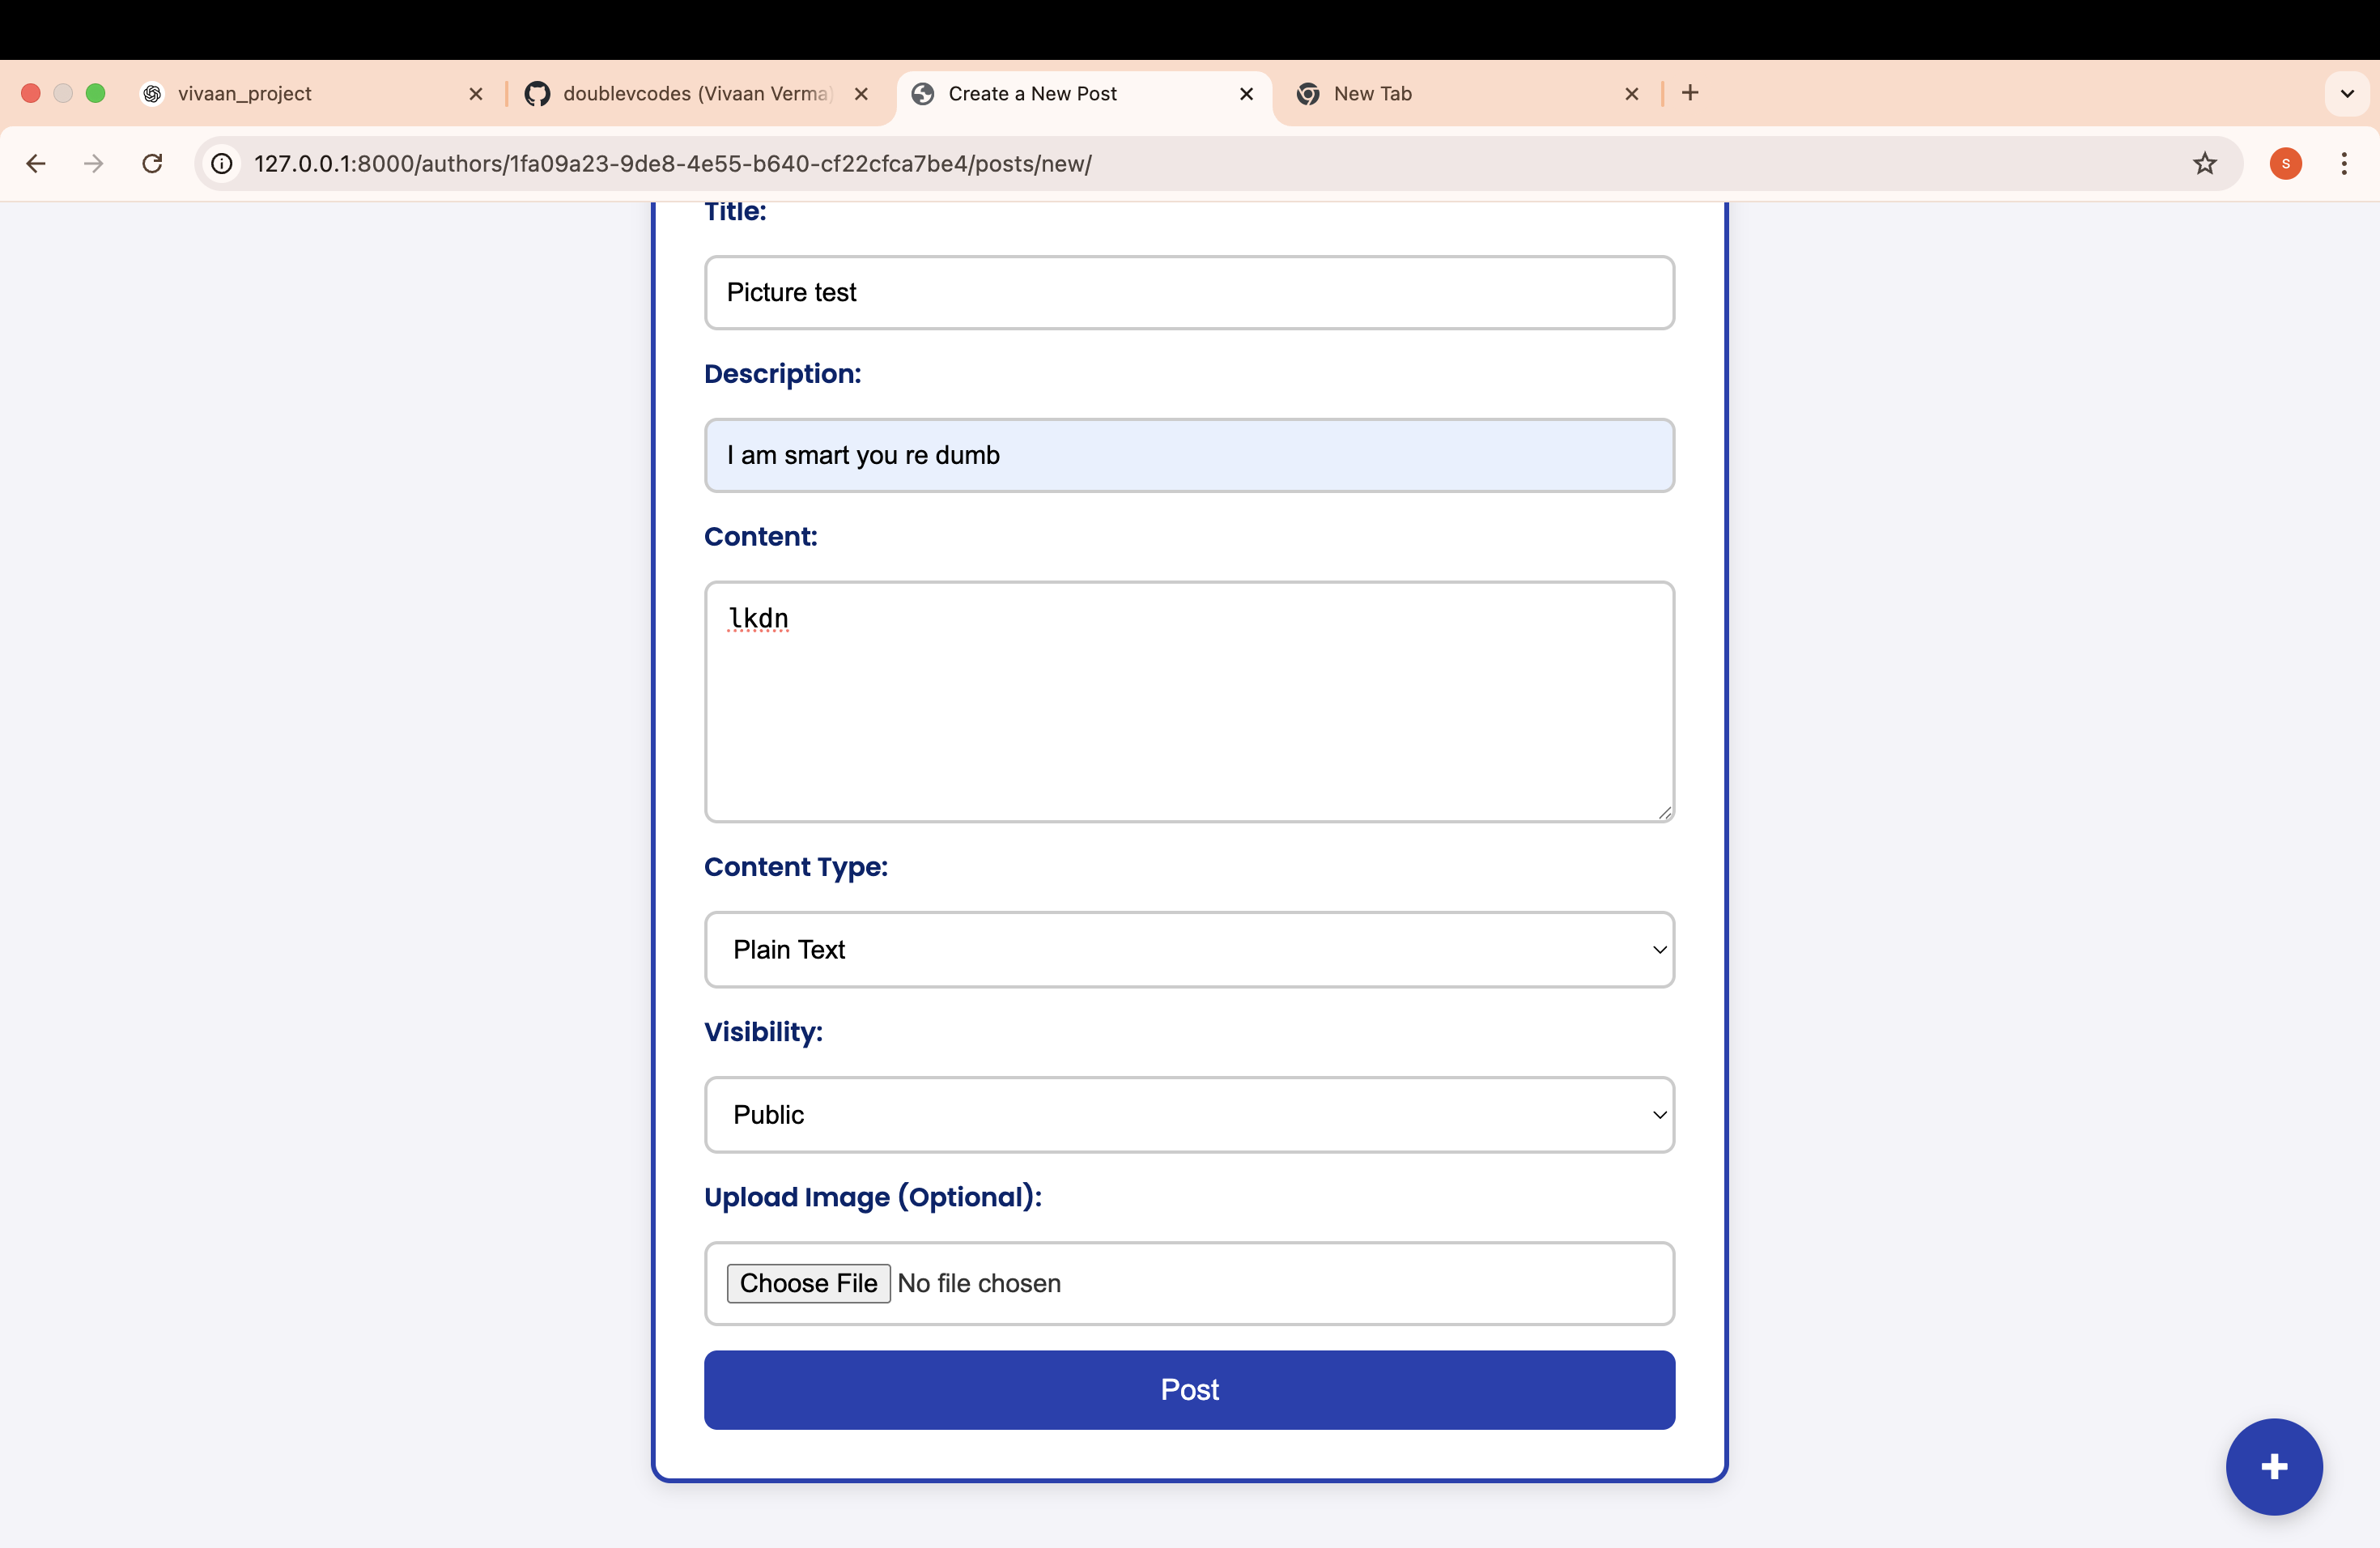 vivaan_project
doublevcodes (Vivaan Verma)
Create a New Post
New Tab
127.0.0.1:8000/authors/1fa09a23-9de8-4e55-b640-cf22cfca7be4/posts/new/
S
Title:
Picture test
Description:
I am smart you re dumb
Content:
lkdn
Content Type:
Plain Text
Visibility:
Public
Upload Image (Optional):
Choose File No file chosen
Post